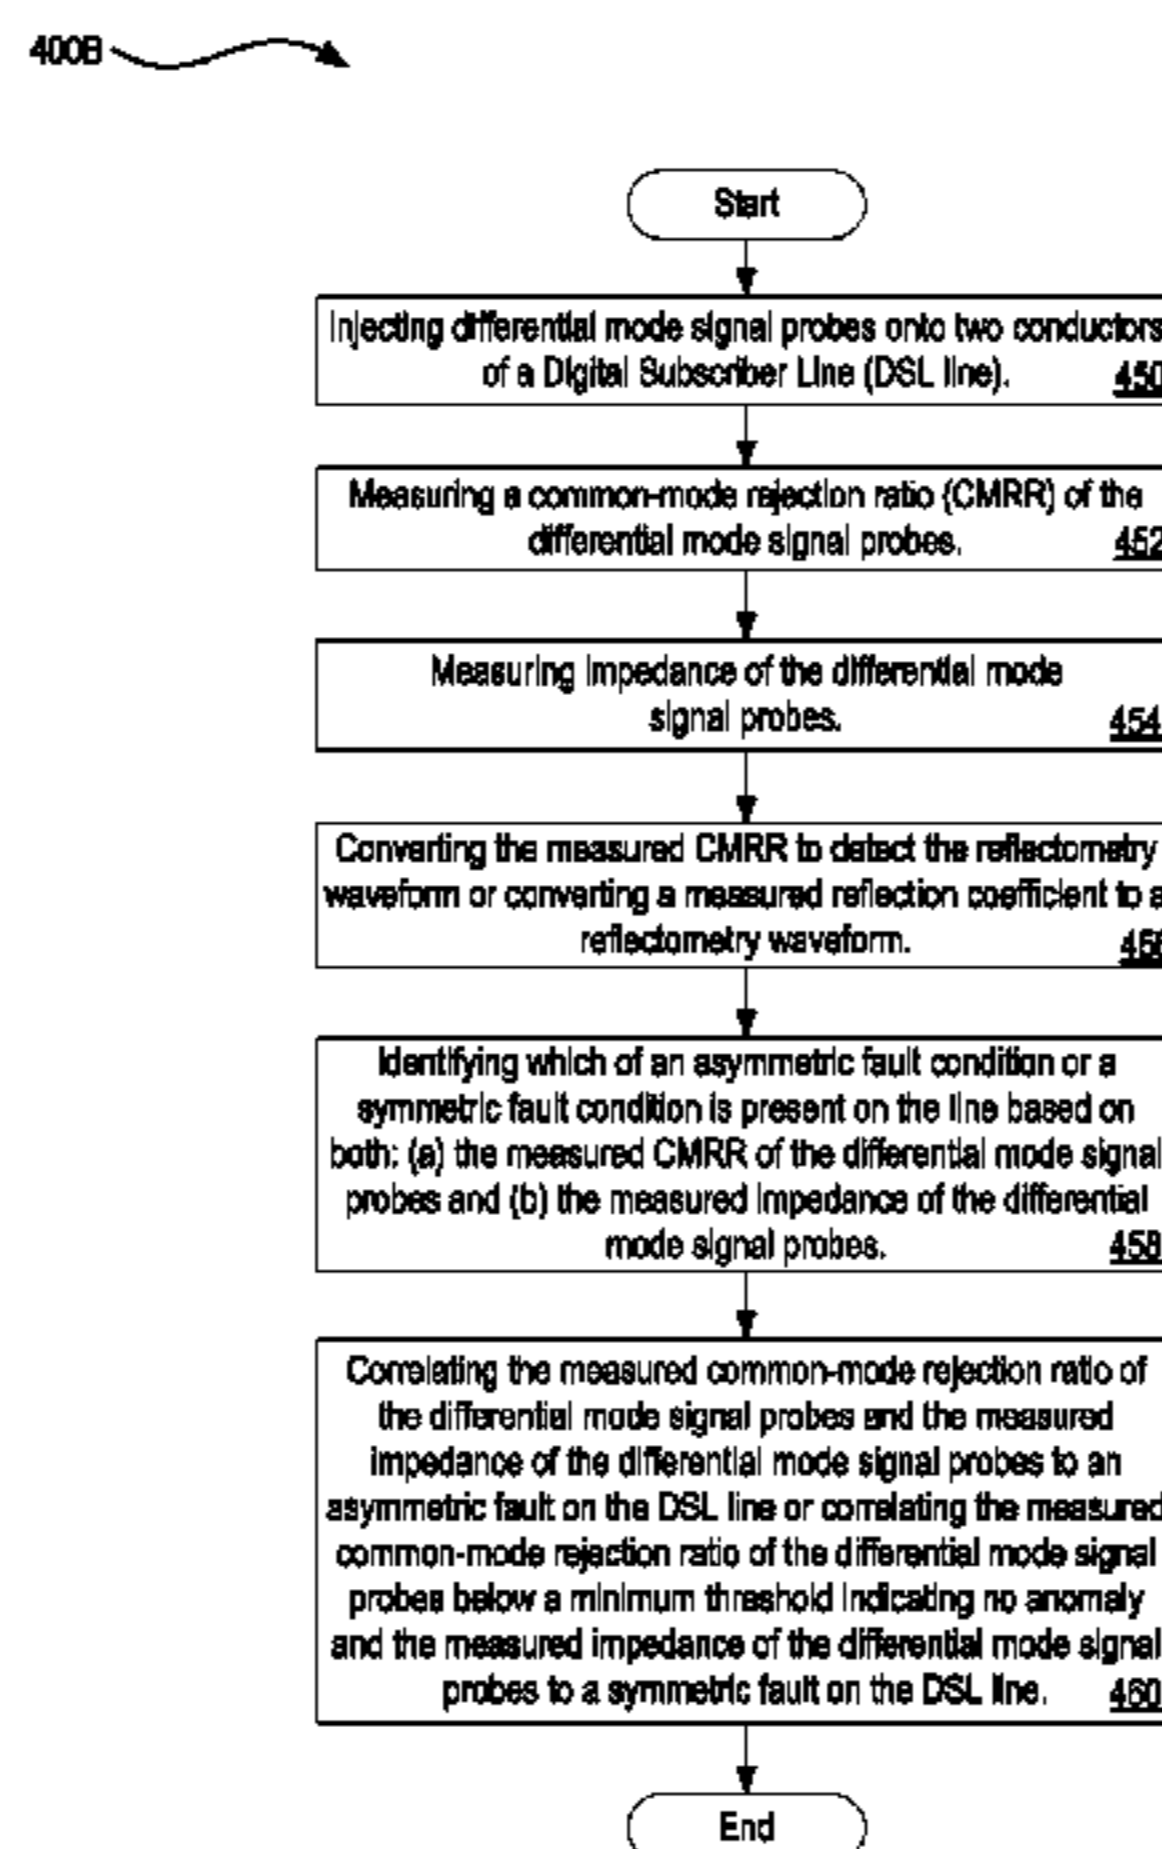 400B
Start
Injecting differential mode signal probes onto two conductors
of a Digital Subscriber Line (DSL line). 450
Measuring a common-mode rejection ratio (CMRR) of the
differential mode signal probes. 452
Measuring impedance of the differential mode
signal probes. 454
Converting the measured CMRR to detect the reflectometry
waveform or converting a measured reflection coefficient to a
reflectometry waveform. 456
Identifying which of an asymmetric fault condition or a
symmetric fault condition is present on the line based on
both: (a) the measured CMRR of the differential mode signal
probes and (b) the measured impedance of the differential
mode signal probes. 458
Correlating the measured common-mode rejection ratio of
the differential mode signal probes and the measured
impedance of the differential mode signal probes to an
asymmetric fault on the DSL line or correlating the measured
common-mode rejection ratio of the differential mode signal
probes below a minimum threshold indicating no anomaly
and the measured impedance of the differential mode signal
probes to a symmetric fault on the DSL line. 460
End